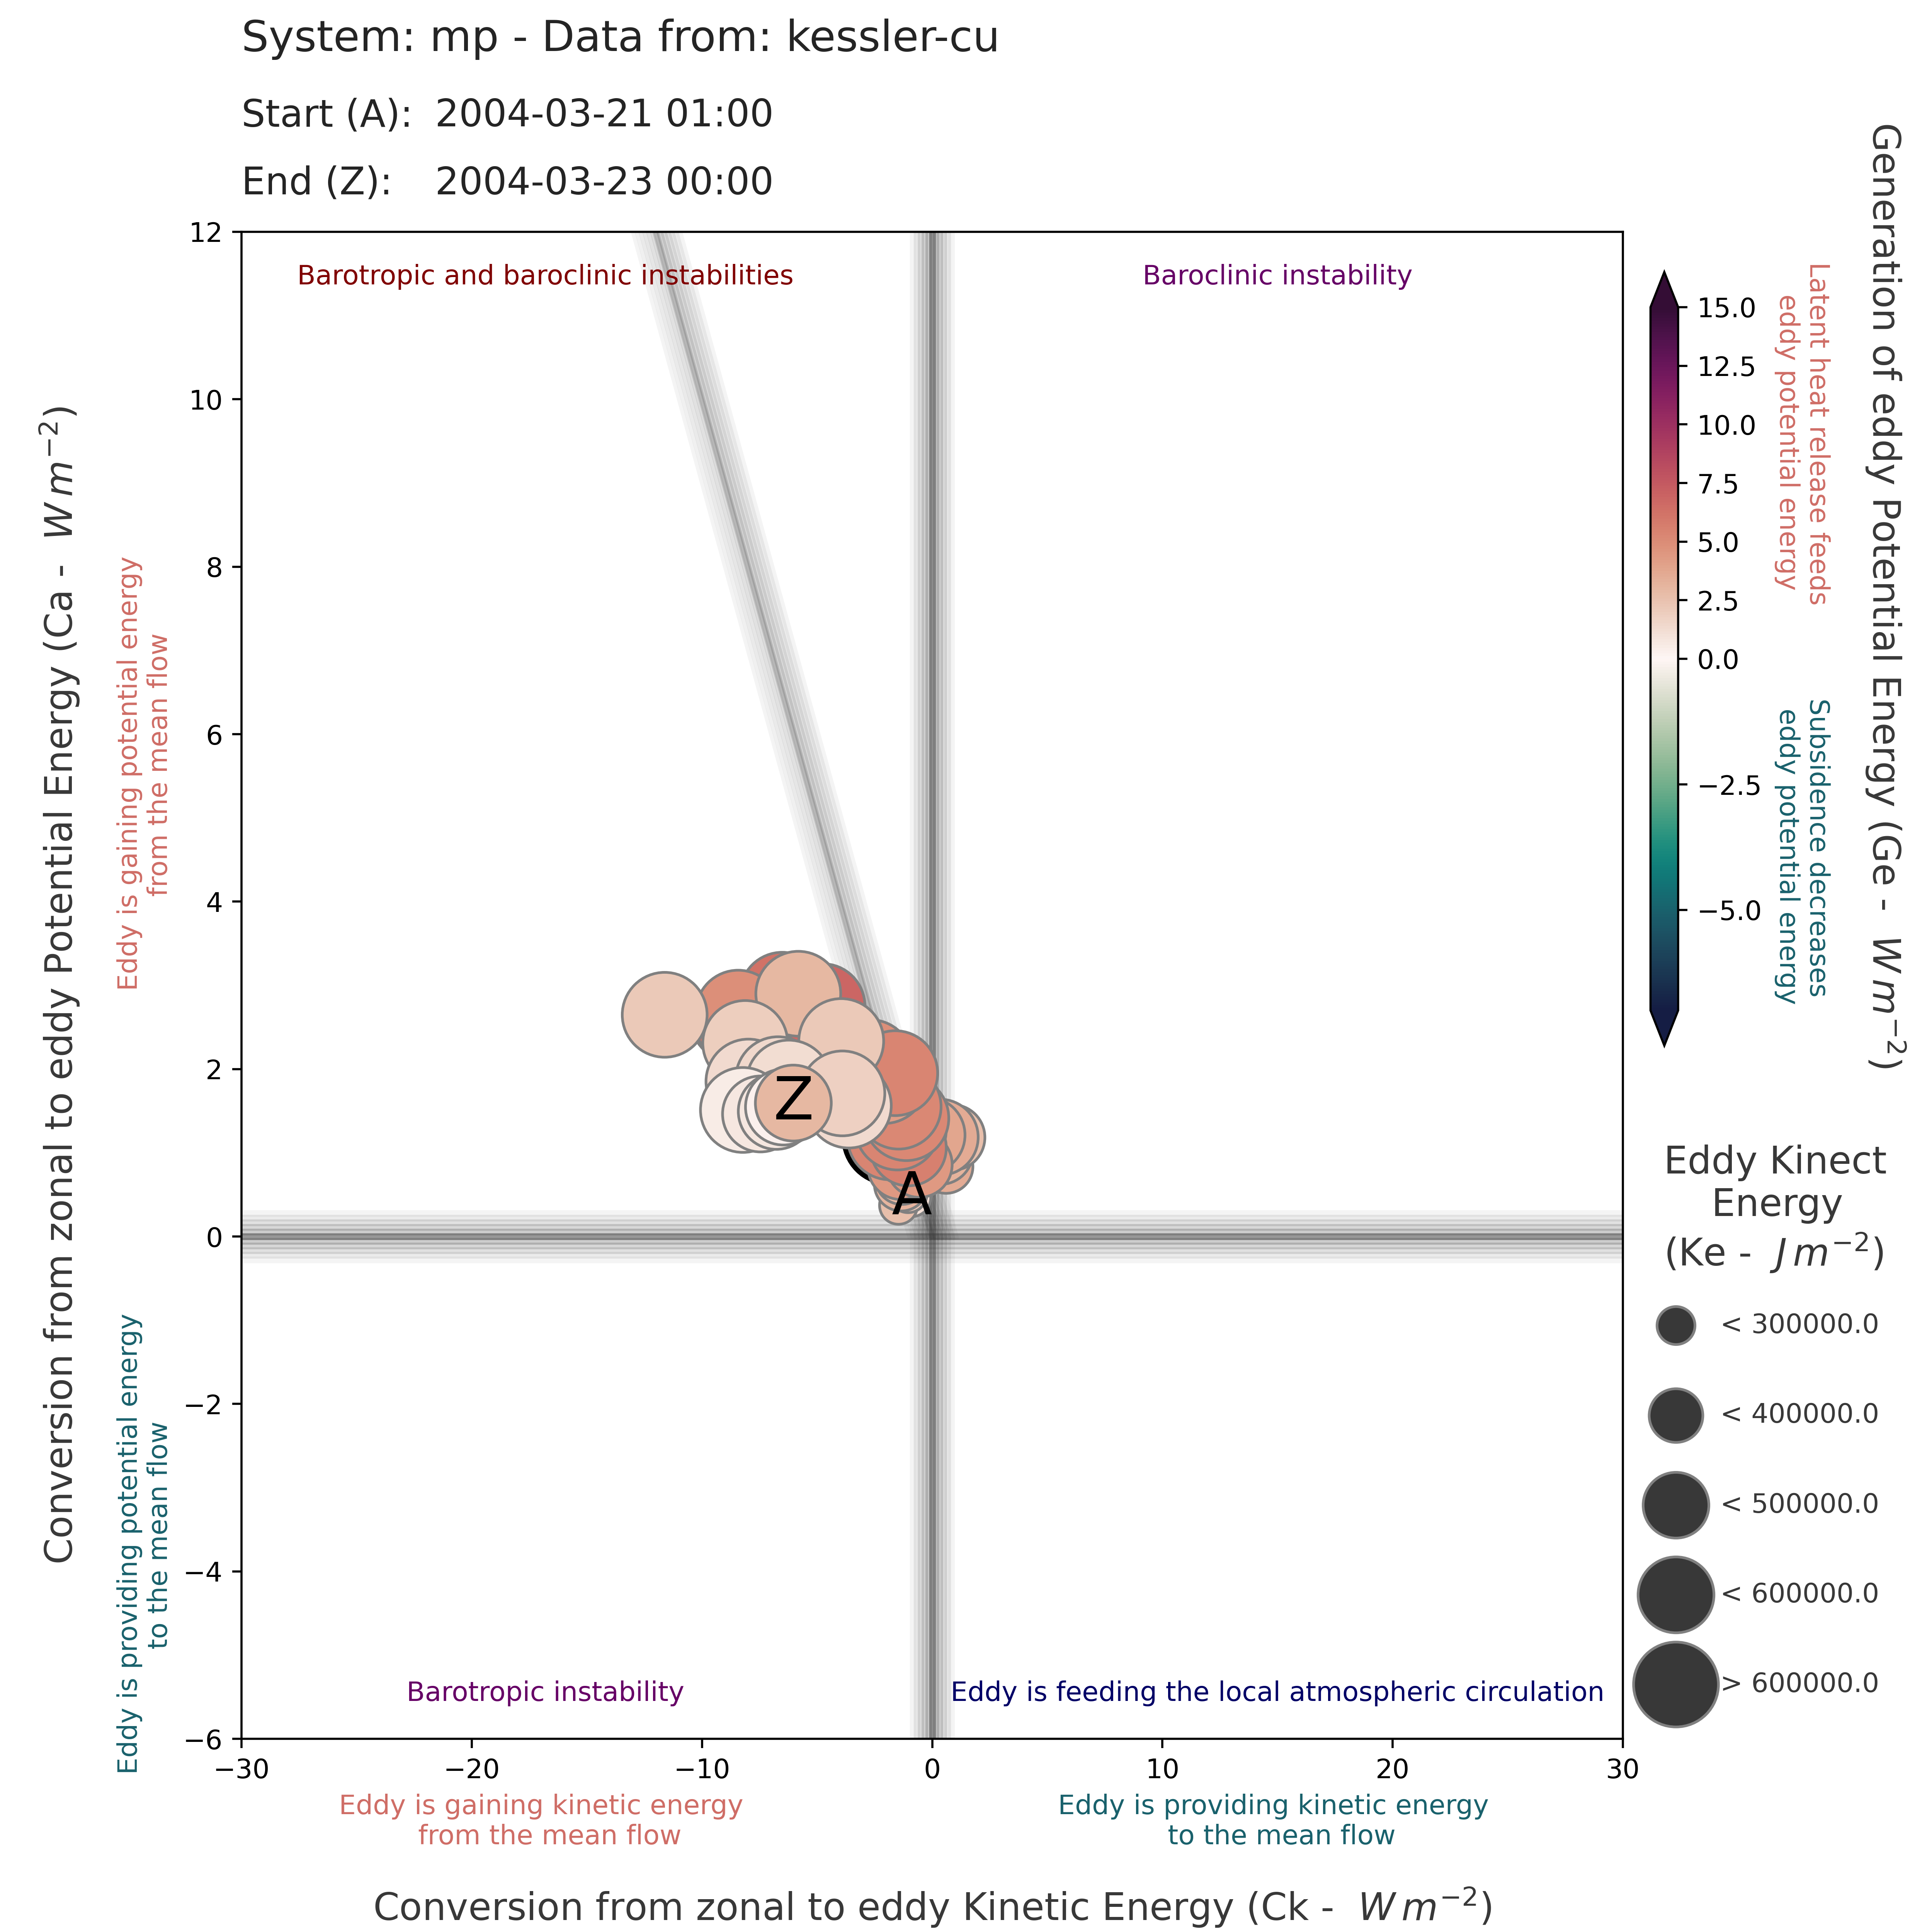 System: mp - Data from: kessler-cu
Start (A): 2004-03-21 01:00
End (Z): 2004-03-23 00:00
Barotropic and baroclinic instabilities
Baroclinic instability
Barotropic instability
Eddy is feeding the local atmospheric circulation
Z
A
12
10
8
6
4
2
0
−2
−4
−6
−30
−20
−10
0
10
20
30
Conversion from zonal to eddy Potential Energy (Ca - W m⁻²)
Eddy is gaining potential energy
from the mean flow
Eddy is providing potential energy
to the mean flow
Eddy is gaining kinetic energy
from the mean flow
Eddy is providing kinetic energy
to the mean flow
Conversion from zonal to eddy Kinetic Energy (Ck - W m⁻²)
15.0
12.5
10.0
7.5
5.0
2.5
0.0
−2.5
−5.0
Latent heat release feeds
eddy potential energy
Subsidence decreases
eddy potential energy
Generation of eddy Potential Energy (Ge - W m⁻²)
Eddy Kinect
Energy
(Ke - J m⁻²)
< 300000.0
< 400000.0
< 500000.0
< 600000.0
> 600000.0